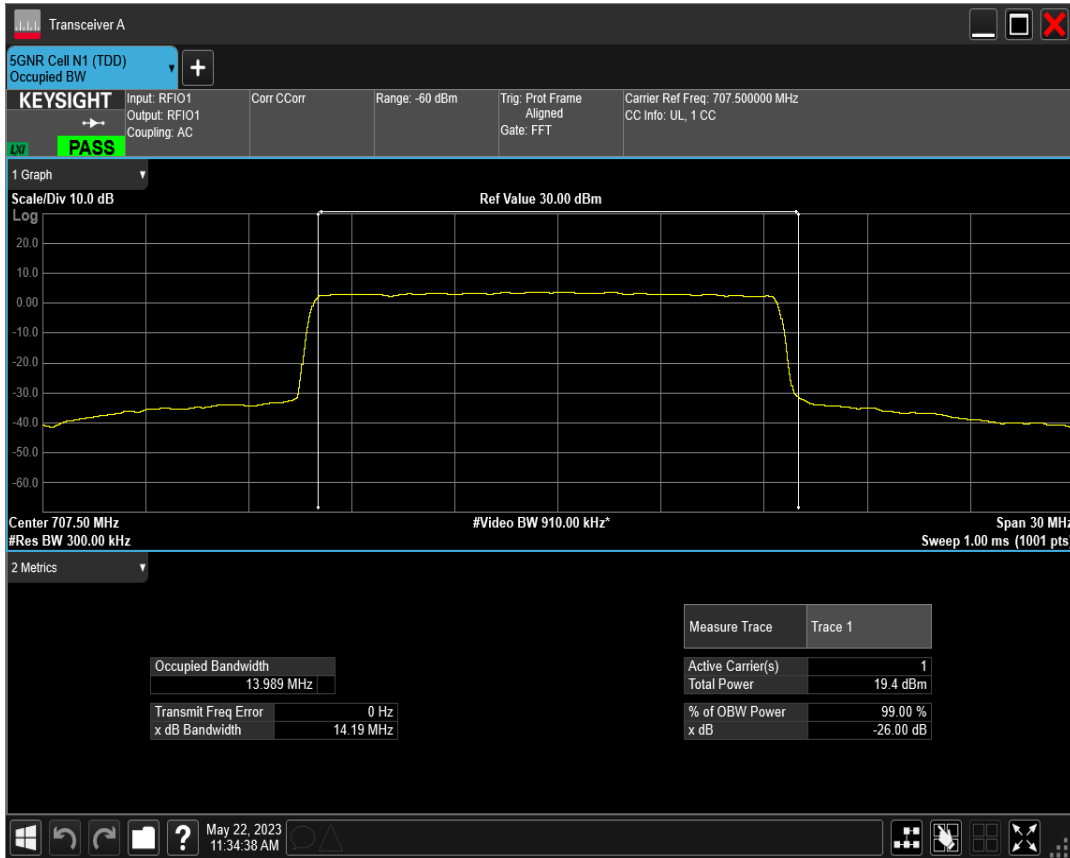 Transceiver A
5GNR Cell N1 (TDD)
Occupied BW
+
KEYSIGHT
LXI
PASS
Input: RFIO1
Output: RFIO1
Coupling: AC
Corr CCorr
Range: -60 dBm
Trig: Prot Frame
Aligned
Gate: FFT
Carrier Ref Freq: 707.500000 MHz
CC Info: UL, 1 CC
1 Graph
Scale/Div 10.0 dB
Ref Value 30.00 dBm
Log
20.0
10.0
0.00
-10.0
-20.0
-30.0
-40.0
-50.0
-60.0
Center 707.50 MHz
#Video BW 910.00 kHz*
Span 30 MHz
#Res BW 300.00 kHz
Sweep 1.00 ms (1001 pts)
2 Metrics
Measure Trace Trace 1
Occupied Bandwidth
13.989 MHz
Active Carrier(s) 1
Total Power 19.4 dBm
Transmit Freq Error 0 Hz
x dB Bandwidth 14.19 MHz
% of OBW Power 99.00 %
x dB -26.00 dB
?
May 22, 2023
11:34:38 AM